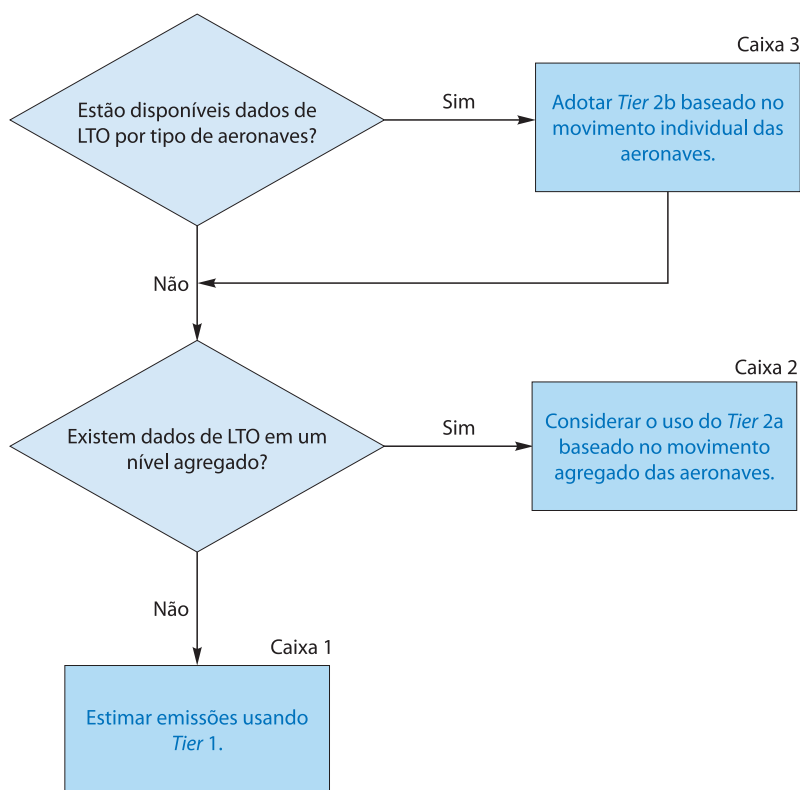 Caixa 3
Estão disponíveis dados de
LTO por tipo de aeronaves?
Sim
Adotar Tier 2b baseado no
movimento individual das
aeronaves.
Não
Caixa 2
Existem dados de LTO em um
nível agregado?
Sim
Considerar o uso do Tier 2a
baseado no movimento
agregado das aeronaves.
Não
Caixa 1
Estimar emissões usando
Tier 1.